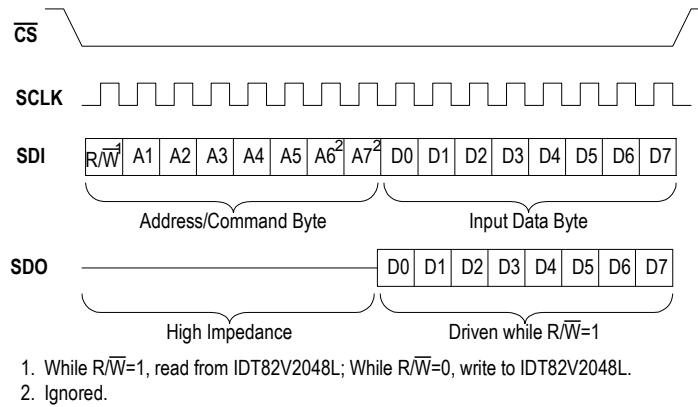 CS
SCLK
SDI R/W1 A1 A2 A3 A4 A5 A62 A72 D0 D1 D2 D3 D4 D5 D6 D7
Address/Command Byte Input Data Byte
SDO D0 D1 D2 D3 D4 D5 D6 D7
High Impedance Driven while R/W=1
1. While R/W=1, read from IDT82V2048L; While R/W=0, write to IDT82V2048L.
2. Ignored.